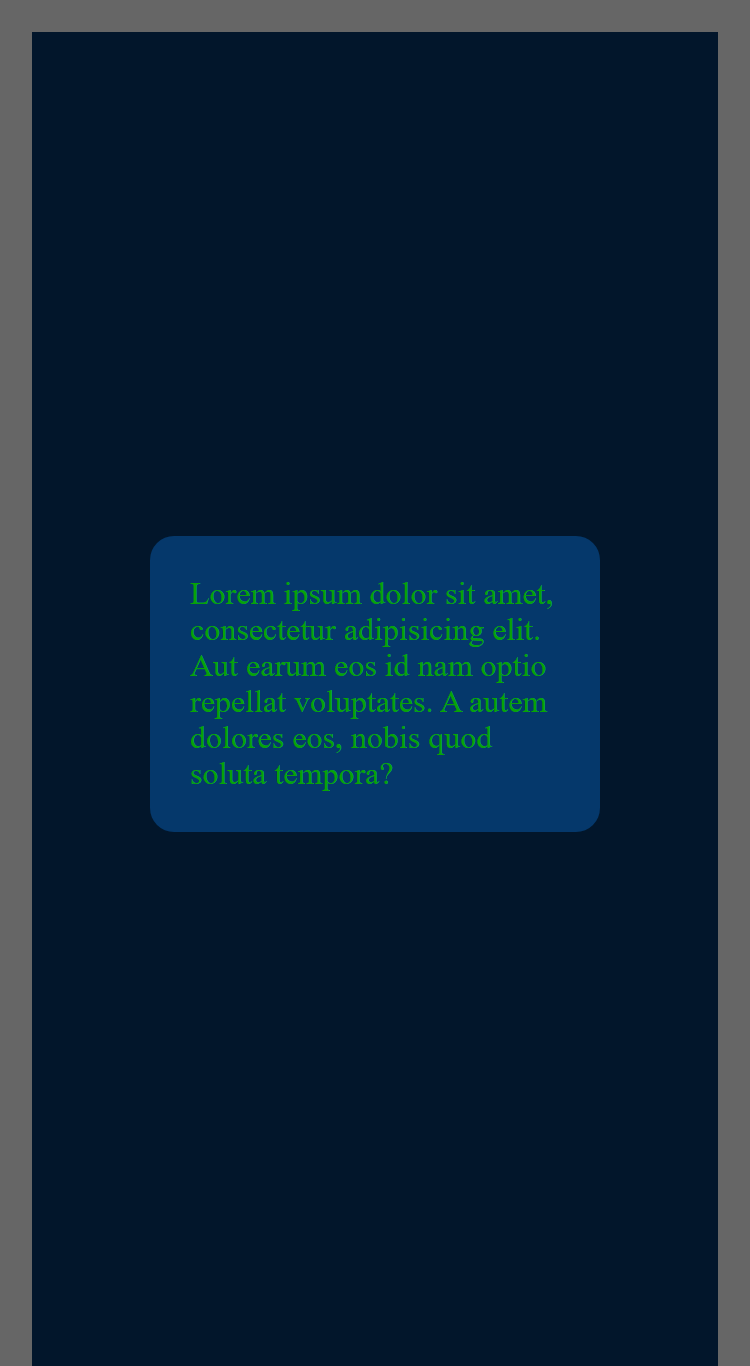 Lorem ipsum dolor sit amet,
consectetur adipisicing elit.
Aut earum eos id nam optio
repellat voluptates. A autem
dolores eos, nobis quod
soluta tempora?